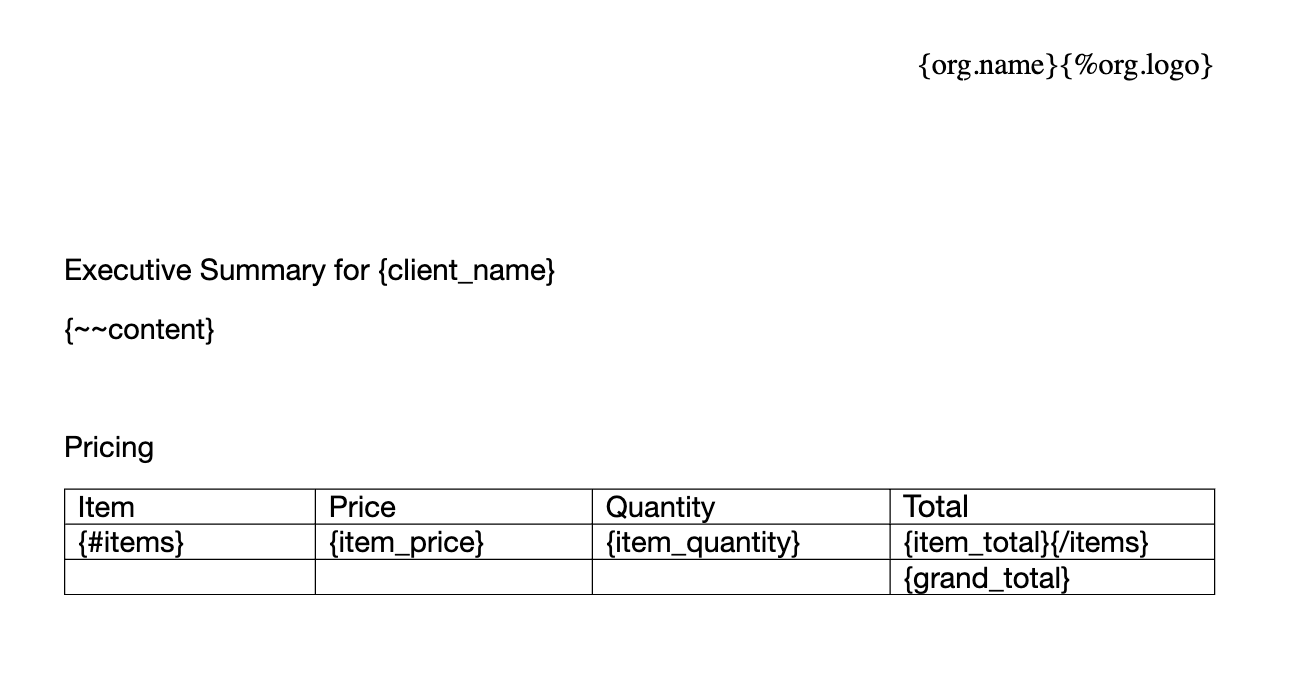 {org.name}{%org.logo}
Executive Summary for {client_name}
{~~content}
Pricing
Item Price Quantity Total
{#items} {item_price} {item_quantity} {item_total}{/items}
{grand_total}